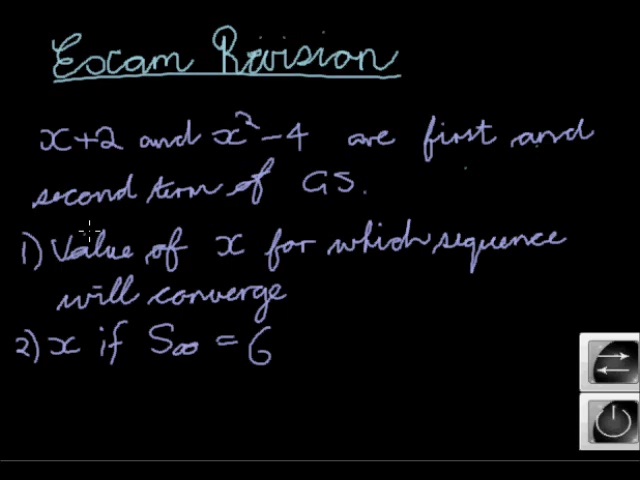 Exam Revision
x+2 and x² - 4 are first and
second term of GS.
1) Value of x for which sequence
will converge
2) x if S∞ = 6